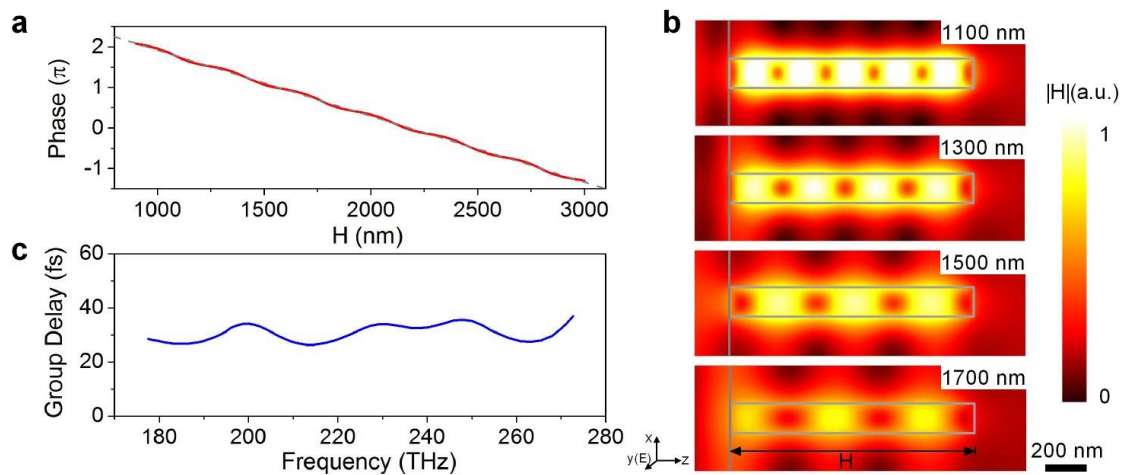 a
2
1
0
-1
Phase (π)
1000 1500 2000 2500 3000
H (nm)
c
60
40
20
0
Group Delay (fs)
180 200 220 240 260 280
Frequency (THz)
b
1100 nm
1300 nm
1500 nm
1700 nm
H
x
y(E) z
200 nm
|H|(a.u.)
1
0